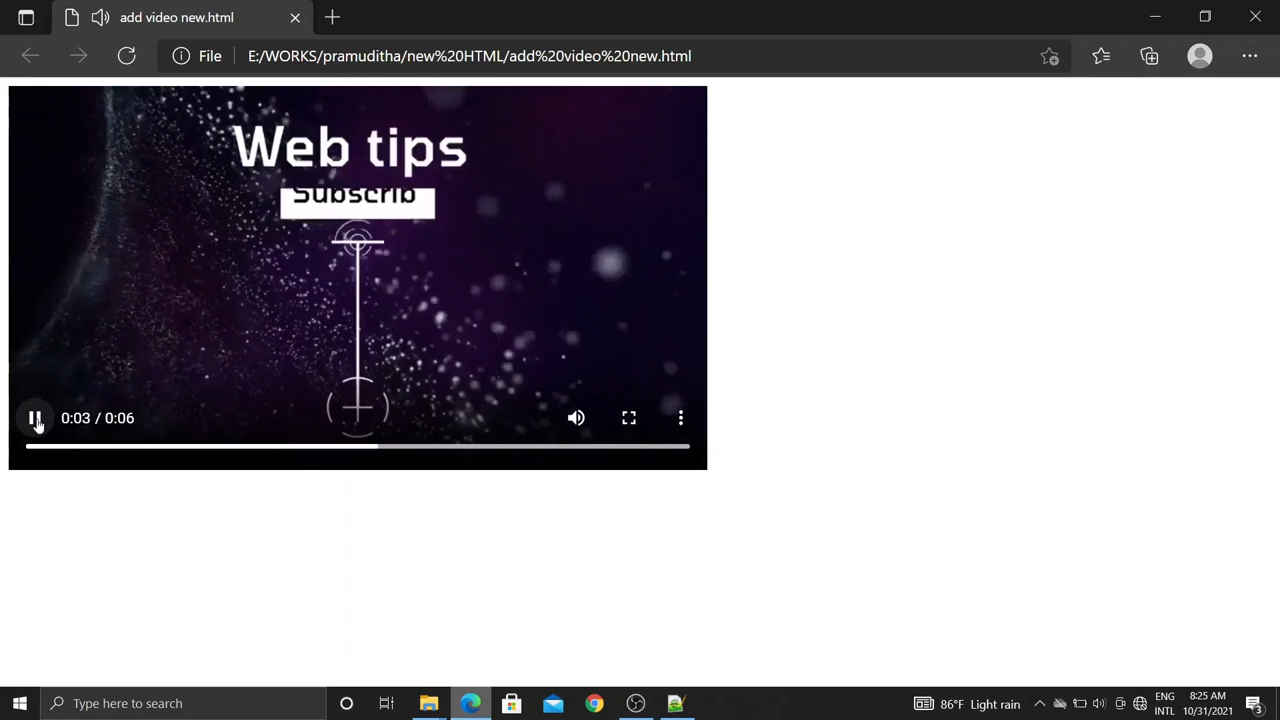 add video new.html
File
E:/WORKS/pramuditha/new%20HTML/add%20video%20new.html
Web tips
Subscrib
0:03 / 0:06
Type here to search
86°F Light rain
ENG
INTL
8:25 AM
10/31/2021
3